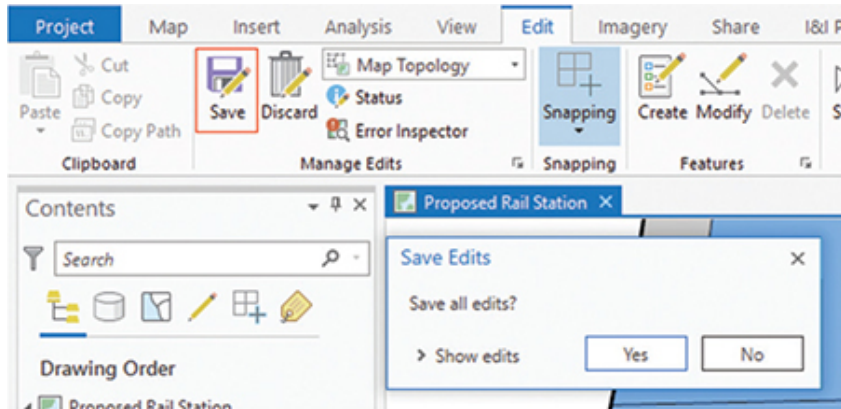 Project Map Insert Analysis View Edit Imagery Share I&I P
Cut
Copy
Copy Path
Paste
Save
Discard
Map Topology
Status
Error Inspector
Snapping
Create
Modify
Delete
S
Clipboard
Manage Edits
Snapping
Features
Contents
Search
Drawing Order
Proposed Rail Station
Proposed Rail Station
Save Edits
Save all edits?
Show edits
Yes
No